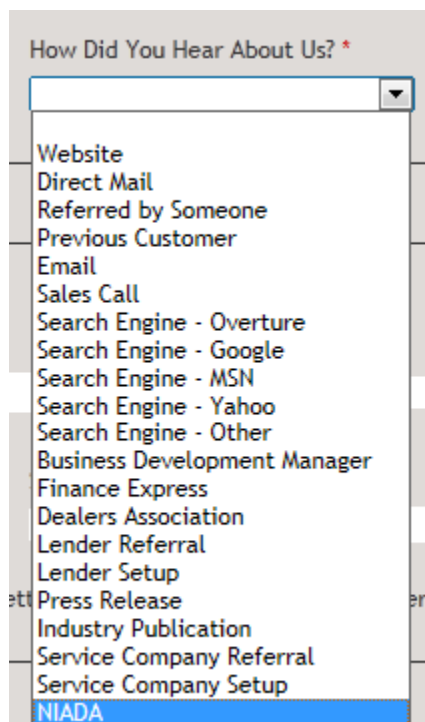 How Did You Hear About Us? *
Website
Direct Mail
Referred by Someone
Previous Customer
Email
Sales Call
Search Engine - Overture
Search Engine - Google
Search Engine - MSN
Search Engine - Yahoo
Search Engine - Other
Business Development Manager
Finance Express
Dealers Association
Lender Referral
Lender Setup
Press Release
Industry Publication
Service Company Referral
Service Company Setup
NIADA